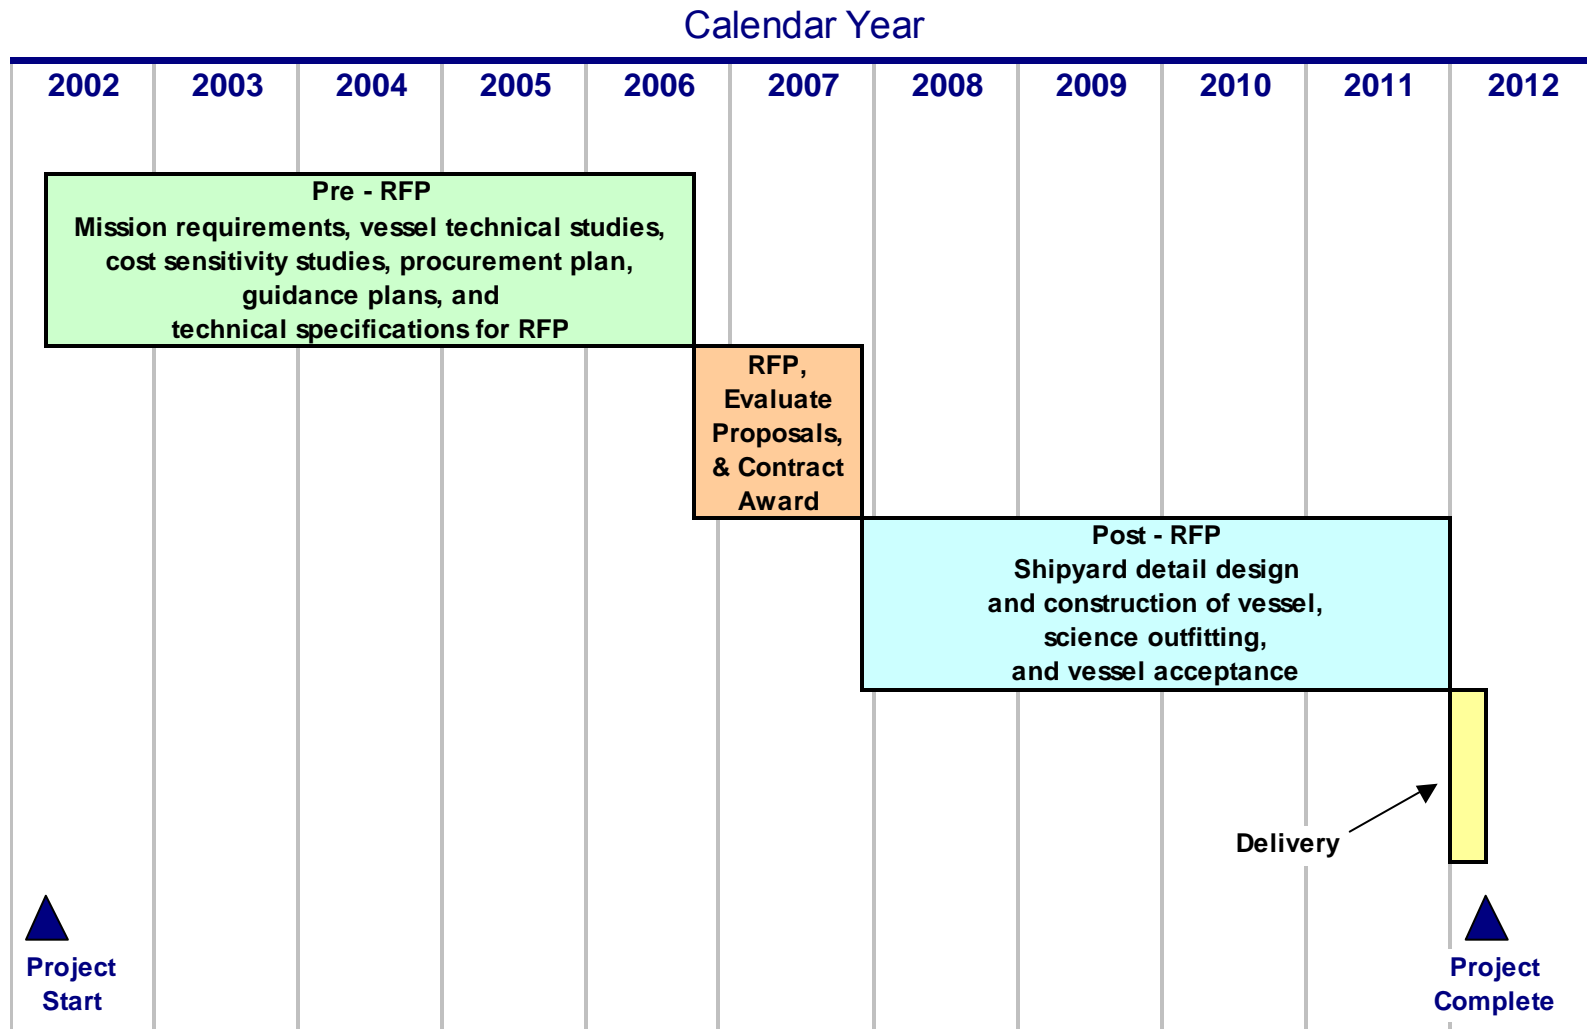 Calendar Year
2002 2003 2004 2005 2006 2007 2008 2009 2010 2011 2012
Pre - RFP
Mission requirements, vessel technical studies,
cost sensitivity studies, procurement plan,
guidance plans, and
technical specifications for RFP
RFP,
Evaluate
Proposals,
& Contract
Award
Post - RFP
Shipyard detail design
and construction of vessel,
science outfitting,
and vessel acceptance
Delivery
Project
Start
Project
Complete